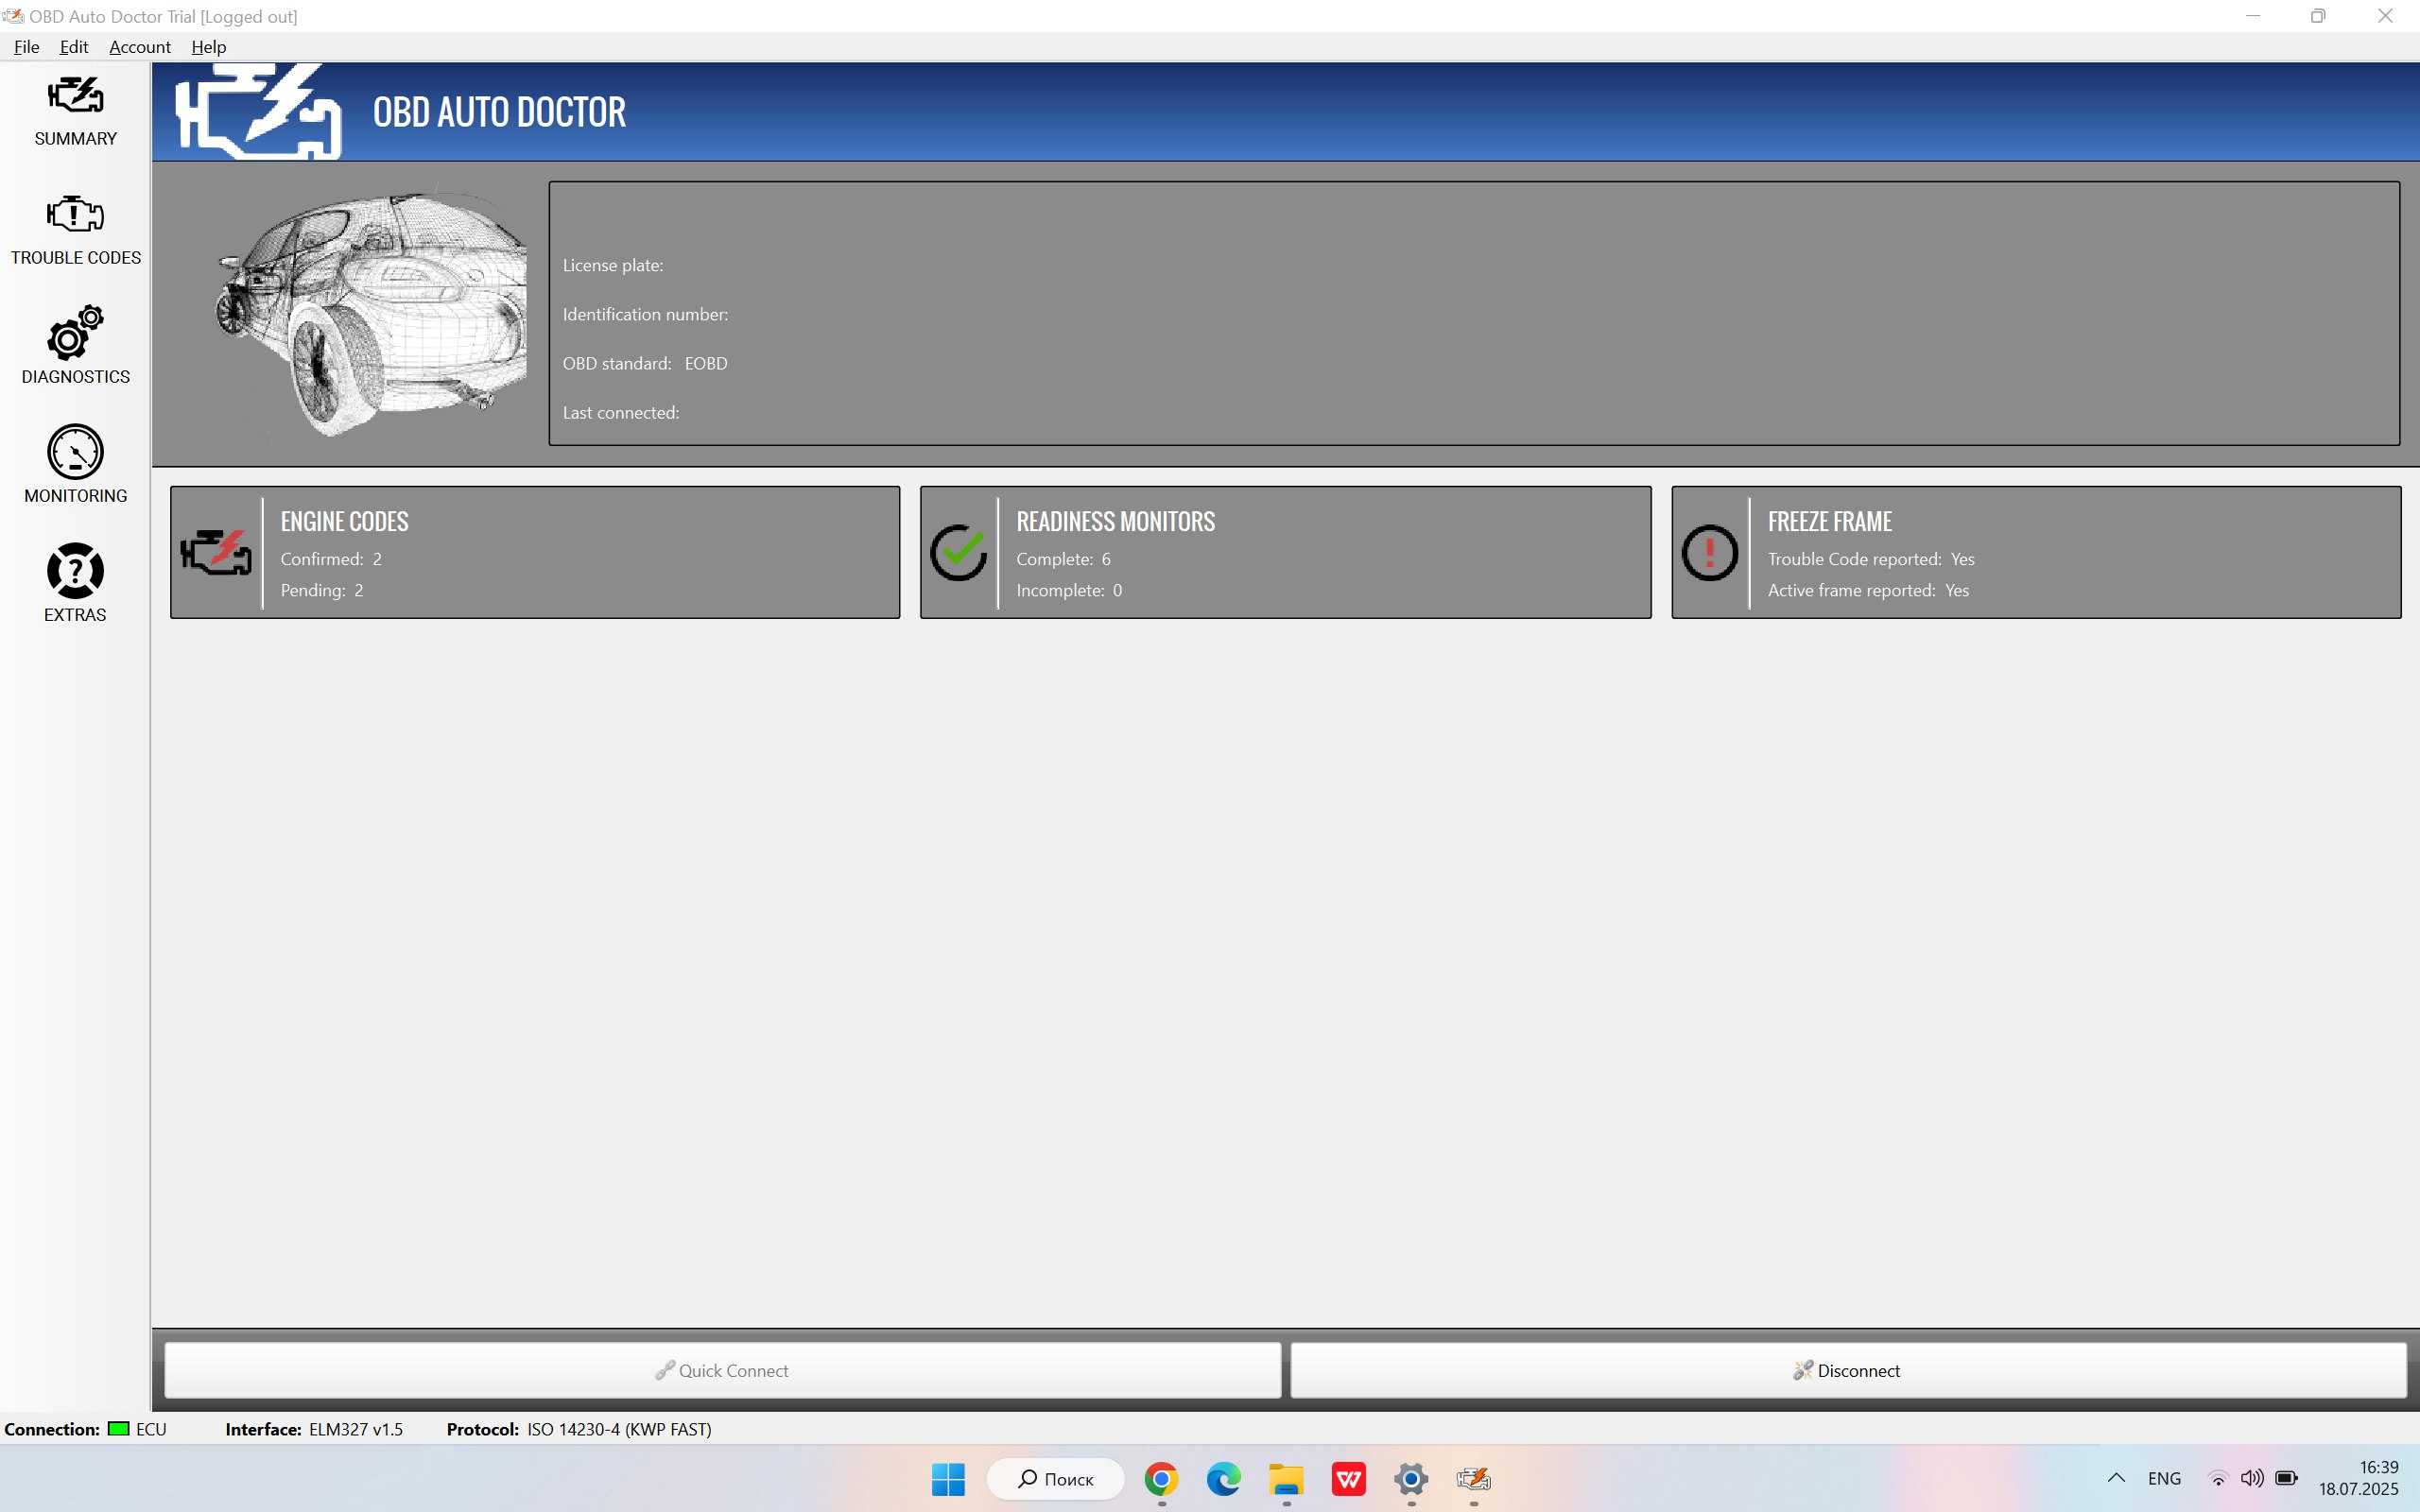 OBD Auto Doctor Trial [Logged out]
File Edit Account Help
SUMMARY
TROUBLE CODES
DIAGNOSTICS
MONITORING
EXTRAS
OBD AUTO DOCTOR
License plate:
Identification number:
OBD standard: EOBD
Last connected:
ENGINE CODES
Confirmed: 2
Pending: 2
READINESS MONITORS
Complete: 6
Incomplete: 0
FREEZE FRAME
Trouble Code reported: Yes
Active frame reported: Yes
Quick Connect
Disconnect
Connection: ECU Interface: ELM327 v1.5 Protocol: ISO 14230-4 (KWP FAST)
Поиск
ENG
16:39
18.07.2025